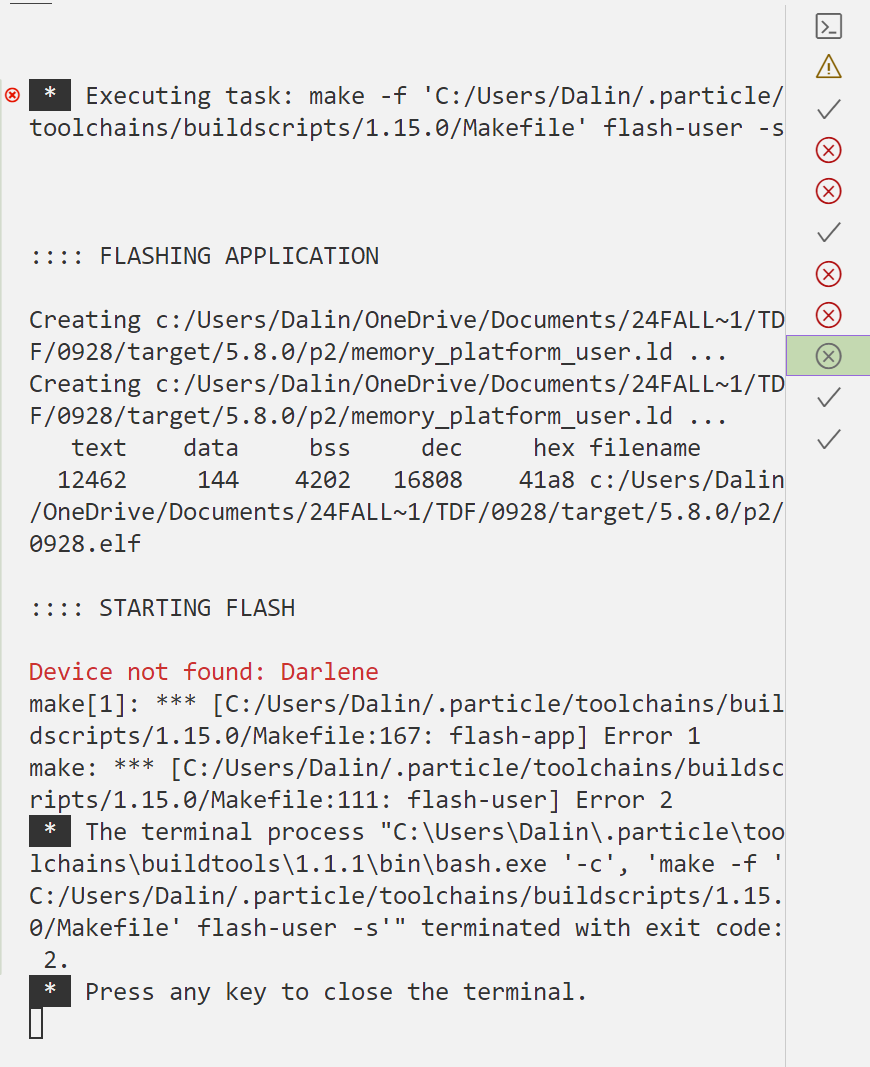 * Executing task: make -f 'C:/Users/Dalin/.particle/
toolchains/buildscripts/1.15.0/Makefile' flash-user -s
:::: FLASHING APPLICATION
Creating c:/Users/Dalin/OneDrive/Documents/24FALL~1/TD
F/0928/target/5.8.0/p2/memory_platform_user.ld ...
Creating c:/Users/Dalin/OneDrive/Documents/24FALL~1/TD
F/0928/target/5.8.0/p2/memory_platform_user.ld ...
text data bss dec hex filename
12462 144 4202 16808 41a8 c:/Users/Dalin
/OneDrive/Documents/24FALL~1/TDF/0928/target/5.8.0/p2/
0928.elf
:::: STARTING FLASH
Device not found: Darlene
make[1]: *** [C:/Users/Dalin/.particle/toolchains/buil
dscripts/1.15.0/Makefile:167: flash-app] Error 1
make: *** [C:/Users/Dalin/.particle/toolchains/buildsc
ripts/1.15.0/Makefile:111: flash-user] Error 2
* The terminal process "C:\Users\Dalin\.particle\too
lchains\buildtools\1.1.1\bin\bash.exe '-c', 'make -f '
C:/Users/Dalin/.particle/toolchains/buildscripts/1.15.
0/Makefile' flash-user -s'" terminated with exit code:
2.
* Press any key to close the terminal.